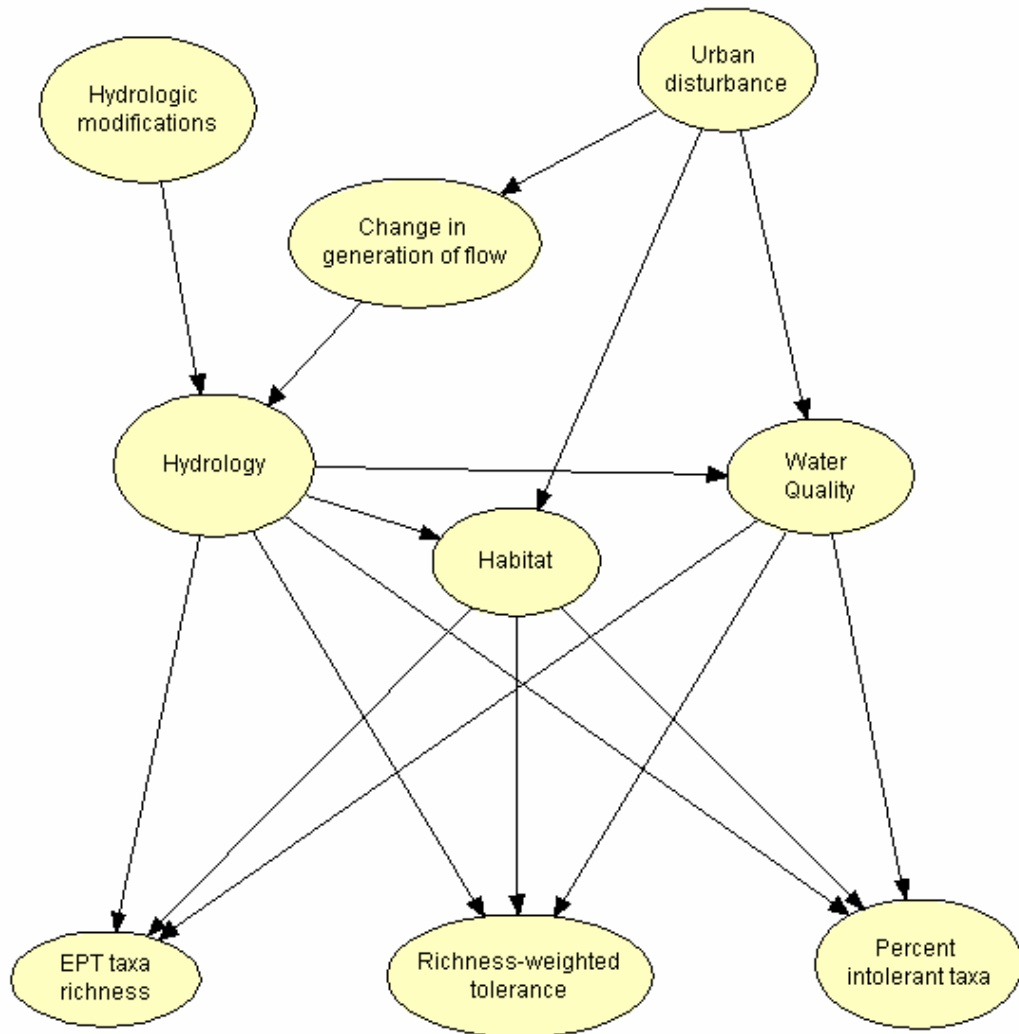 Urban
disturbance
Hydrologic
modifications
Change in
generation of flow
Hydrology
Water
Quality
Habitat
EPT taxa
richness
Richness-weighted
tolerance
Percent
intolerant taxa